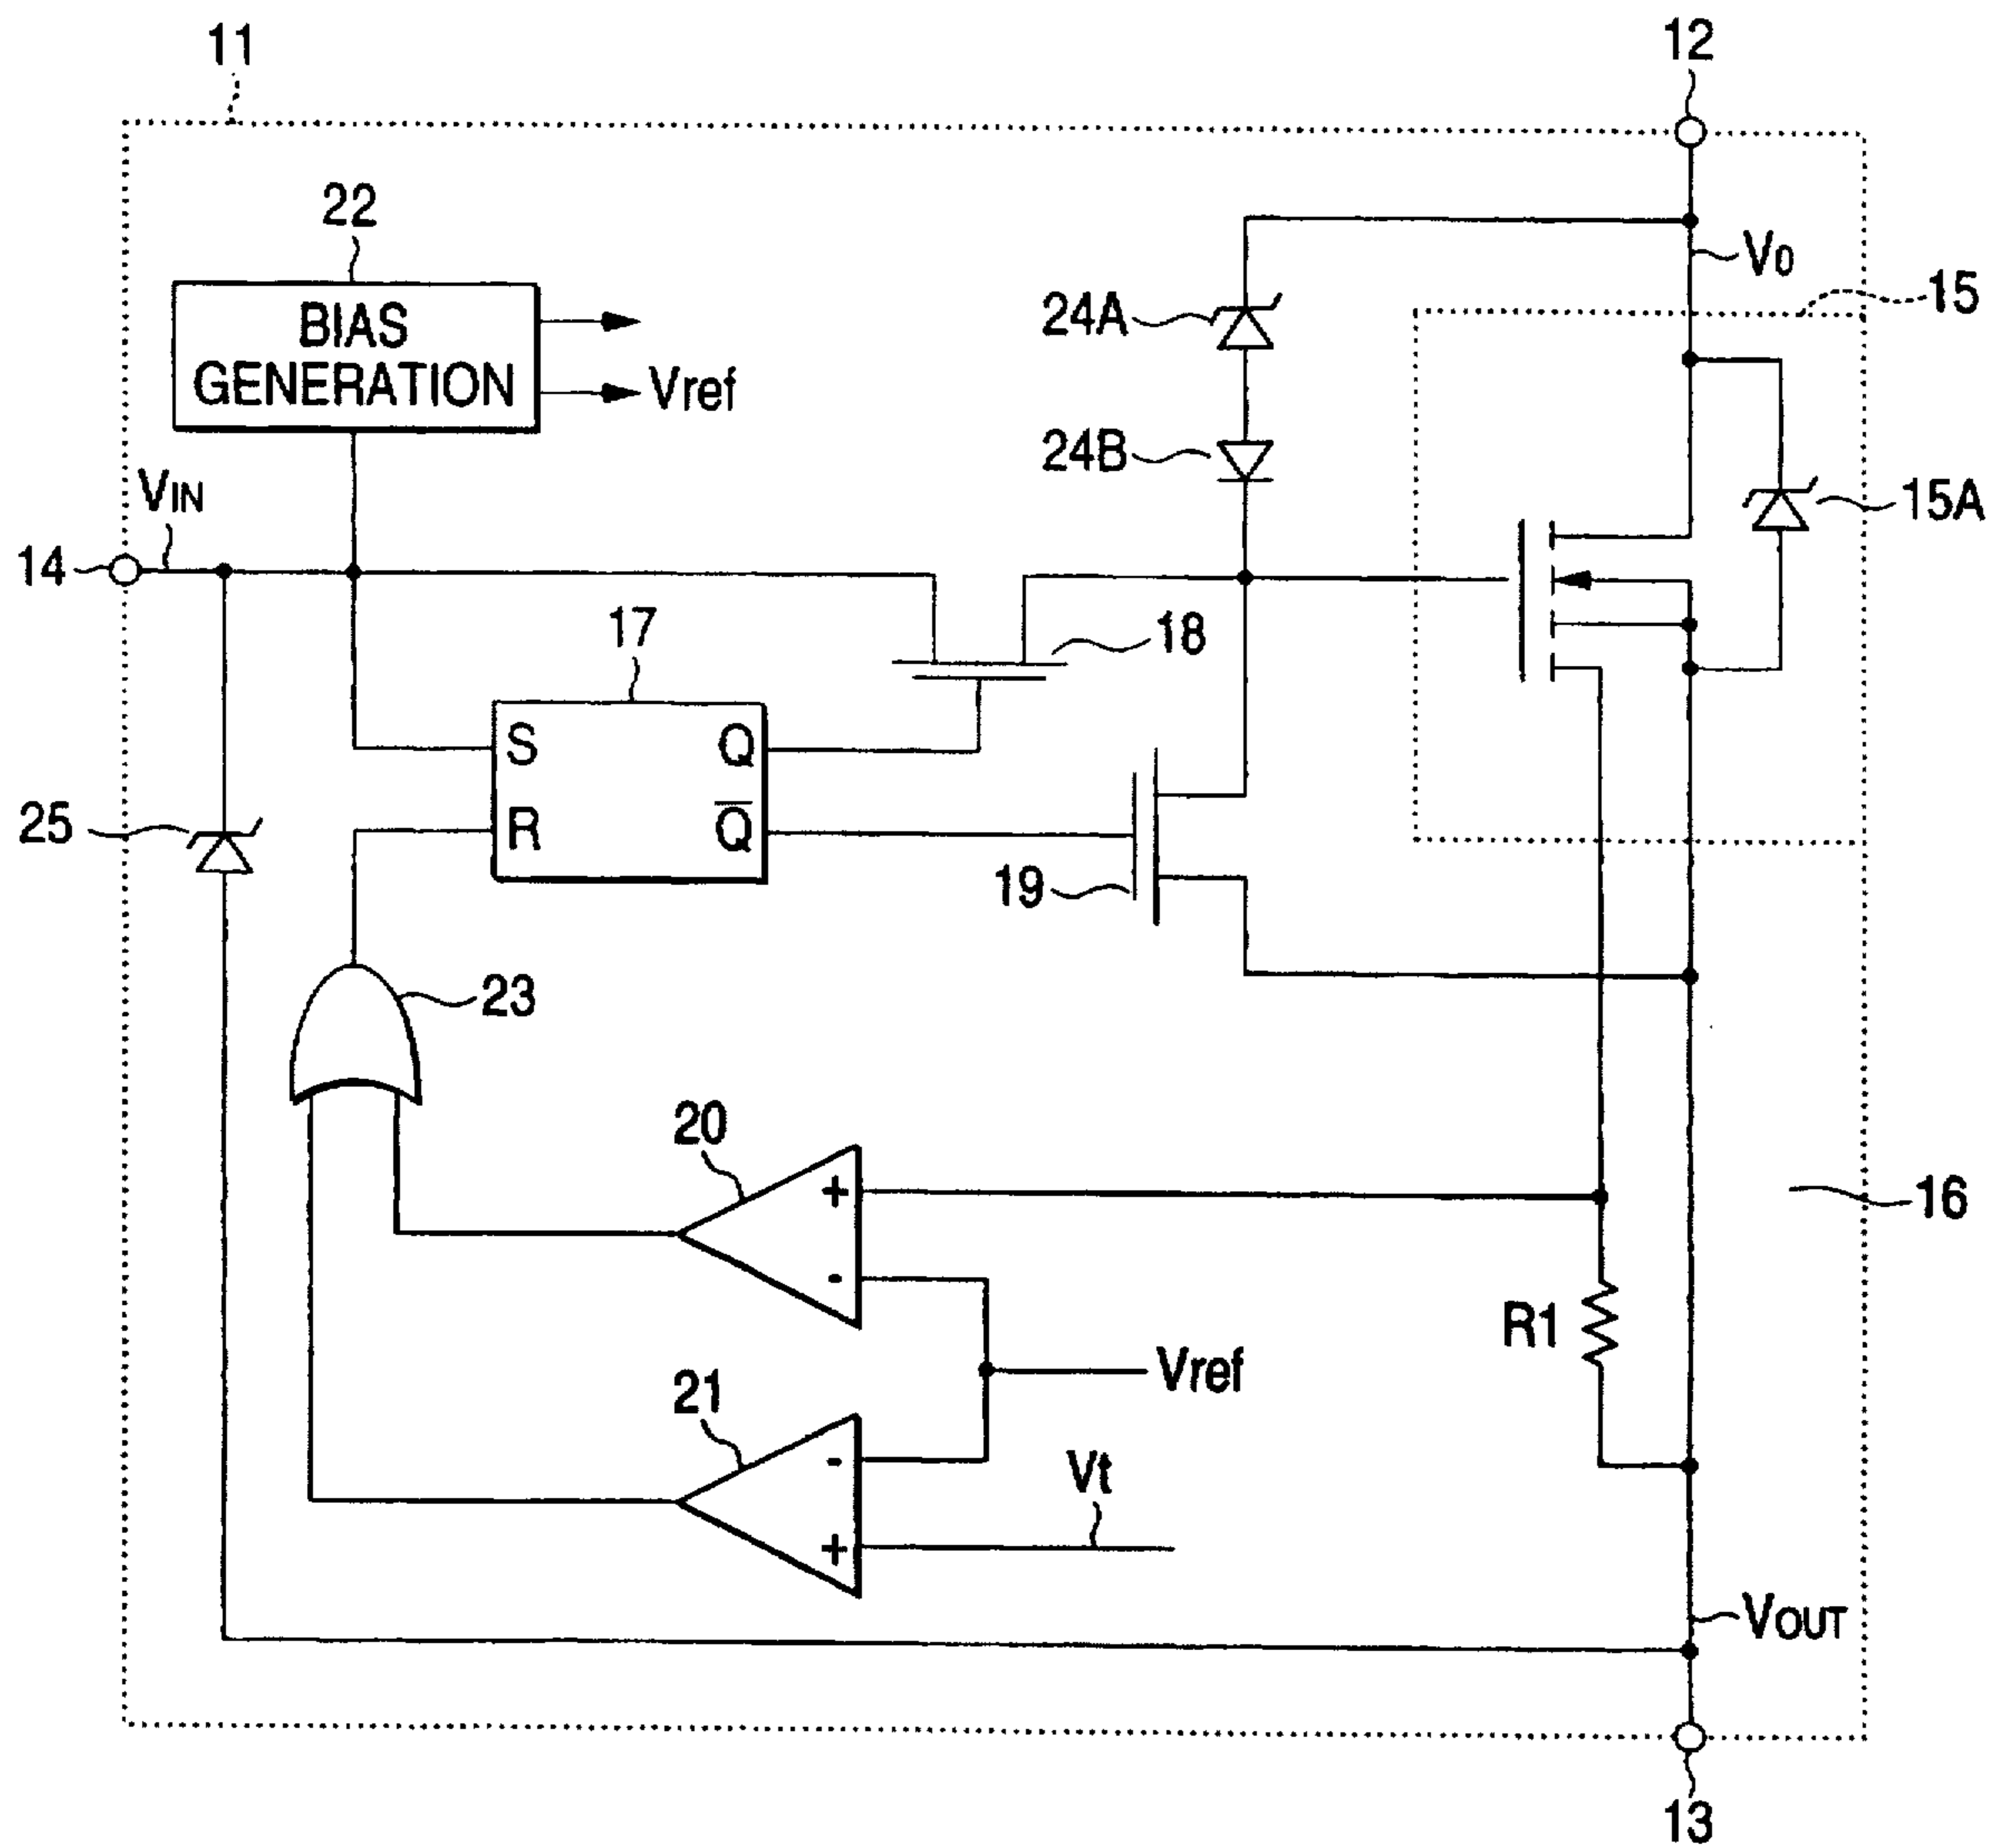 11
12
22
V0
BIAS
GENERATION
Vref
24A
15
24B
15A
VIN
14
17
18
S
Q
R
Q̅
25
19
23
20
+
-
16
R1
Vref
21
-
Vt
+
VOUT
13